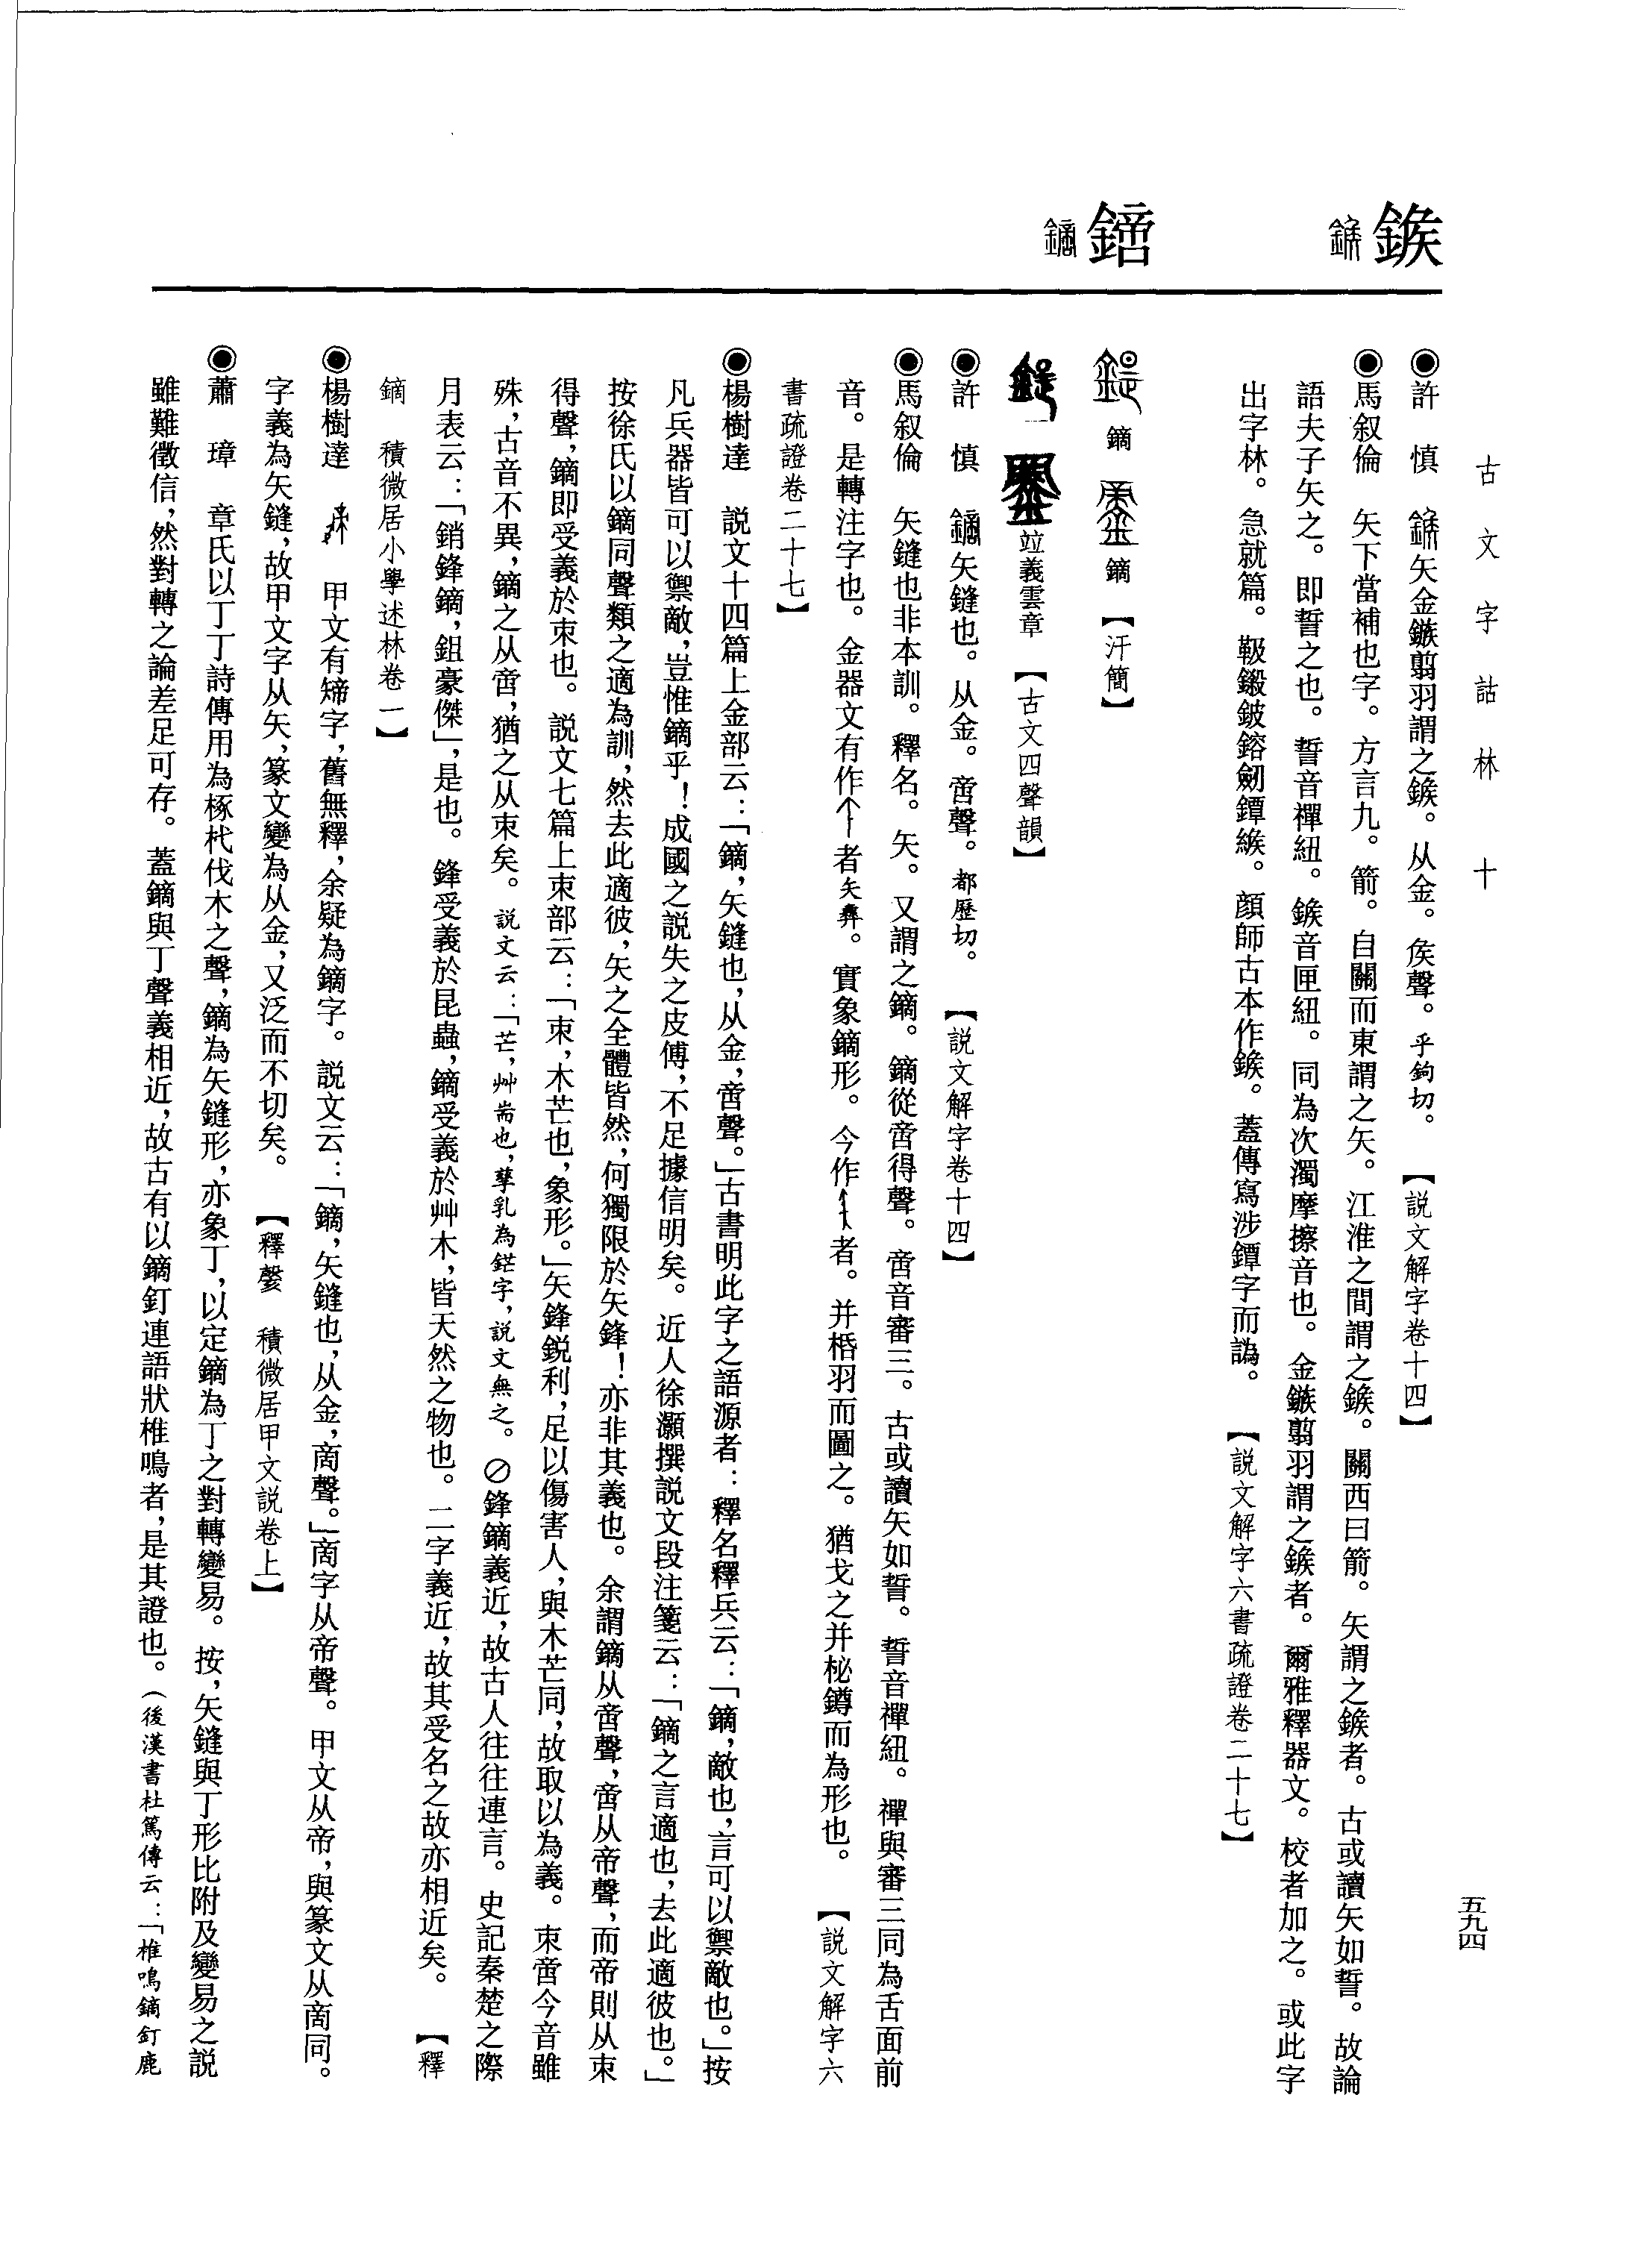 古文字詁林 十
五九四
鍭
鏑
●許　慎　矢金鏃翦羽謂之鍭。从金。矦聲。乎鉤切。【説文解字卷十四】
●馬叙倫　矢下當補也字。方言九。箭。自關而東謂之矢。江淮之間謂之鍭。關西曰箭。矢謂之鍭者。古或讀矢如誓。故論
語夫子矢之。即誓之也。誓音禪紐。鍭音匣紐。同為次濁摩擦音也。金鏃翦羽謂之鍭者。爾雅釋器文。校者加之。或此字
出字林。急就篇。鈒鍛鈹鎔劒鐔鍭。顏師古本作鍭。蓋傳寫涉鐔字而譌。【説文解字六書疏證卷二十七】
鏑　鏑【汗簡】
竝義雲章【古文四聲韻】
●許　慎　鏑矢鏠也。从金。啻聲。都歷切。【説文解字卷十四】
●馬叙倫　矢鏠也非本訓。釋名。矢。又謂之鏑。鏑從啻得聲。啻音審三。古或讀矢如誓。誓音禪紐。禪與審三同為舌面前
音。是轉注字也。金器文有作者矢彝。實象鏑形。今作者。并桰羽而圖之。猶戈之并柲鐏而為形也。【説文解字六
書疏證卷二十七】
●楊樹達　説文十四篇上金部云：「鏑，矢鏠也，从金，啻聲。」古書明此字之語源者：釋名釋兵云：「鏑，敵也，言可以禦敵也。」按
凡兵器皆可以禦敵，豈惟鏑乎！成國之説失之皮傅，不足據信明矣。近人徐灝撰説文段注箋云：「鏑之言適也，去此適彼也。」
按徐氏以鏑同聲類之適為訓，然去此適彼，矢之全體皆然，何獨限於矢鋒！亦非其義也。余謂鏑从啻聲，啻从帝聲，而帝則从朿
得聲，鏑即受義於朿也。説文七篇上朿部云：「朿，木芒也，象形。」矢鋒鋭利，足以傷害人，與木芒同，故取以為義。朿啻今音雖
殊，古音不異，鏑之从啻，猶之从朿矣。説文云：「芒，艸耑也，孳乳為鋩字，説文無之。⊘鋒鏑義近，故古人往往連言。史記秦楚之際
月表云：「銷鋒鏑，鉏豪傑」，是也。鋒受義於昆蟲，鏑受義於艸木，皆天然之物也。二字義近，故其受名之故亦相近矣。【釋
鏑　積微居小學述林卷一】
●楊樹達　甲文有字，舊無釋，余疑為鏑字。説文云：「鏑，矢鏠也，从金，啇聲。」啇字从帝聲。甲文从帝，與篆文从啇同。
字義為矢鏠，故甲文字从矢，篆文變為从金，又泛而不切矣。【釋　積微居甲文説卷上】
●蕭　璋　章氏以丁丁詩傳用為椓杙伐木之聲，鏑為矢鏠形，亦象丁，以定鏑為丁之對轉變易。按，矢鏠與丁形比附及變易之説
雖難徵信，然對轉之論差足可存。蓋鏑與丁聲義相近，故古有以鏑釘連語狀椎鳴者，是其證也。（後漢書杜篤傳云：「椎鳴鏑釘鹿